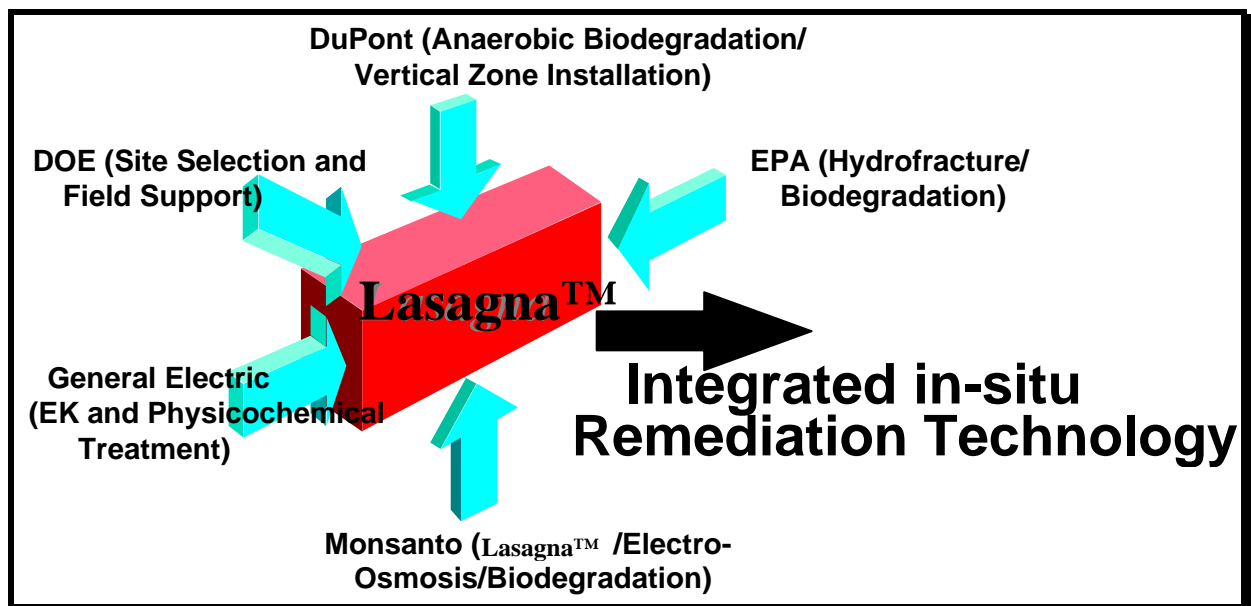 DuPont (Anaerobic Biodegradation/
Vertical Zone Installation)
DOE (Site Selection and
Field Support)
EPA (Hydrofracture/
Biodegradation)
Lasagna™
General Electric
(EK and Physicochemical
Treatment)
Integrated in-situ
Remediation Technology
Monsanto (Lasagna™ /Electro-
Osmosis/Biodegradation)